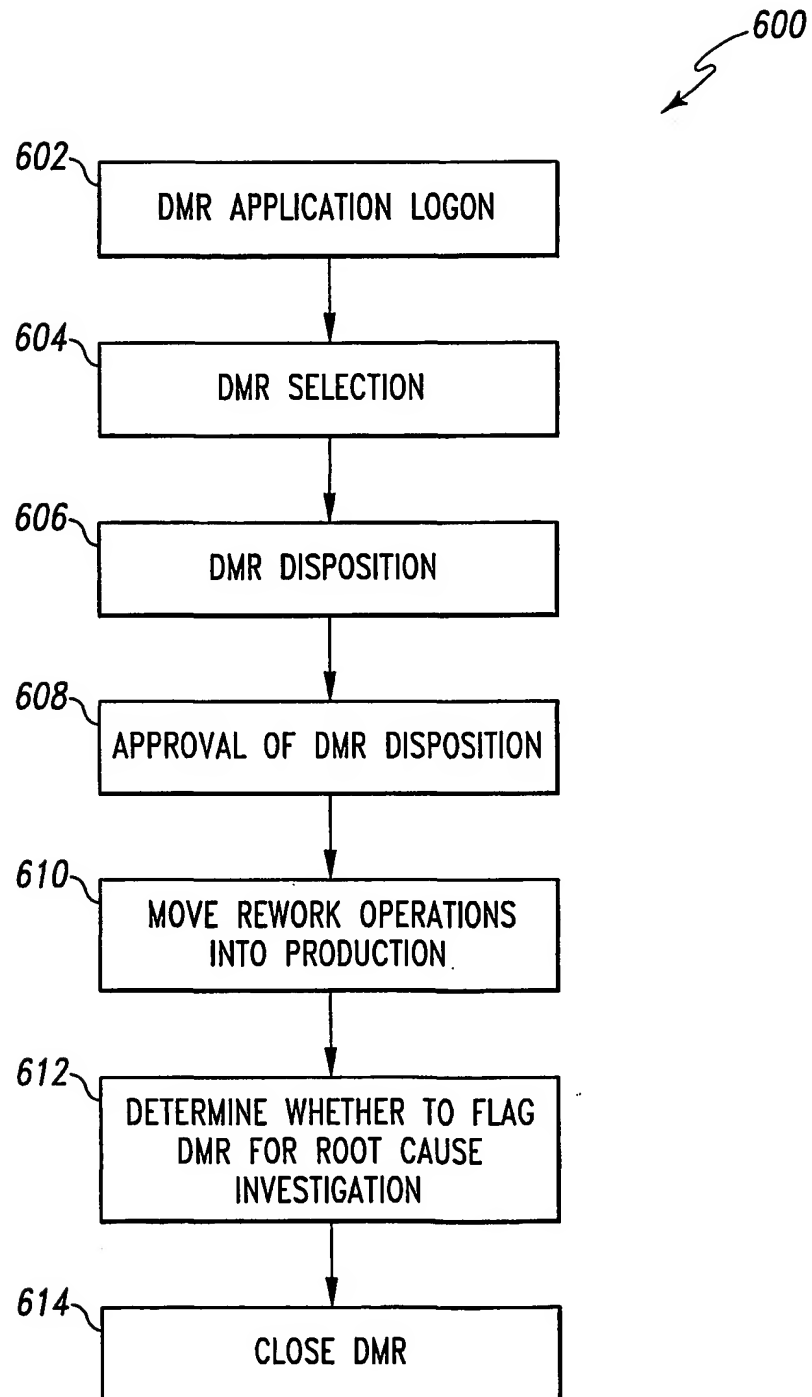 600
602
DMR APPLICATION LOGON
604
DMR SELECTION
606
DMR DISPOSITION
608
APPROVAL OF DMR DISPOSITION
610
MOVE REWORK OPERATIONS
INTO PRODUCTION
612
DETERMINE WHETHER TO FLAG
DMR FOR ROOT CAUSE
INVESTIGATION
614
CLOSE DMR